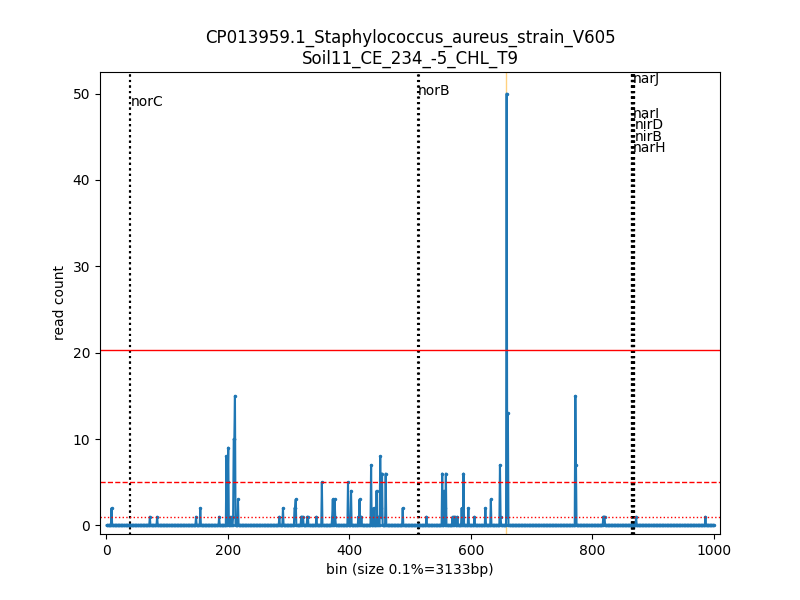 CP013959.1_Staphylococcus_aureus_strain_V605
Soil11_CE_234_-5_CHL_T9
read count
50
40
30
20
10
0
norC
norB
narJ
narI
nirD
nirB
narH
0
200
400
600
800
1000
bin (size 0.1%=3133bp)